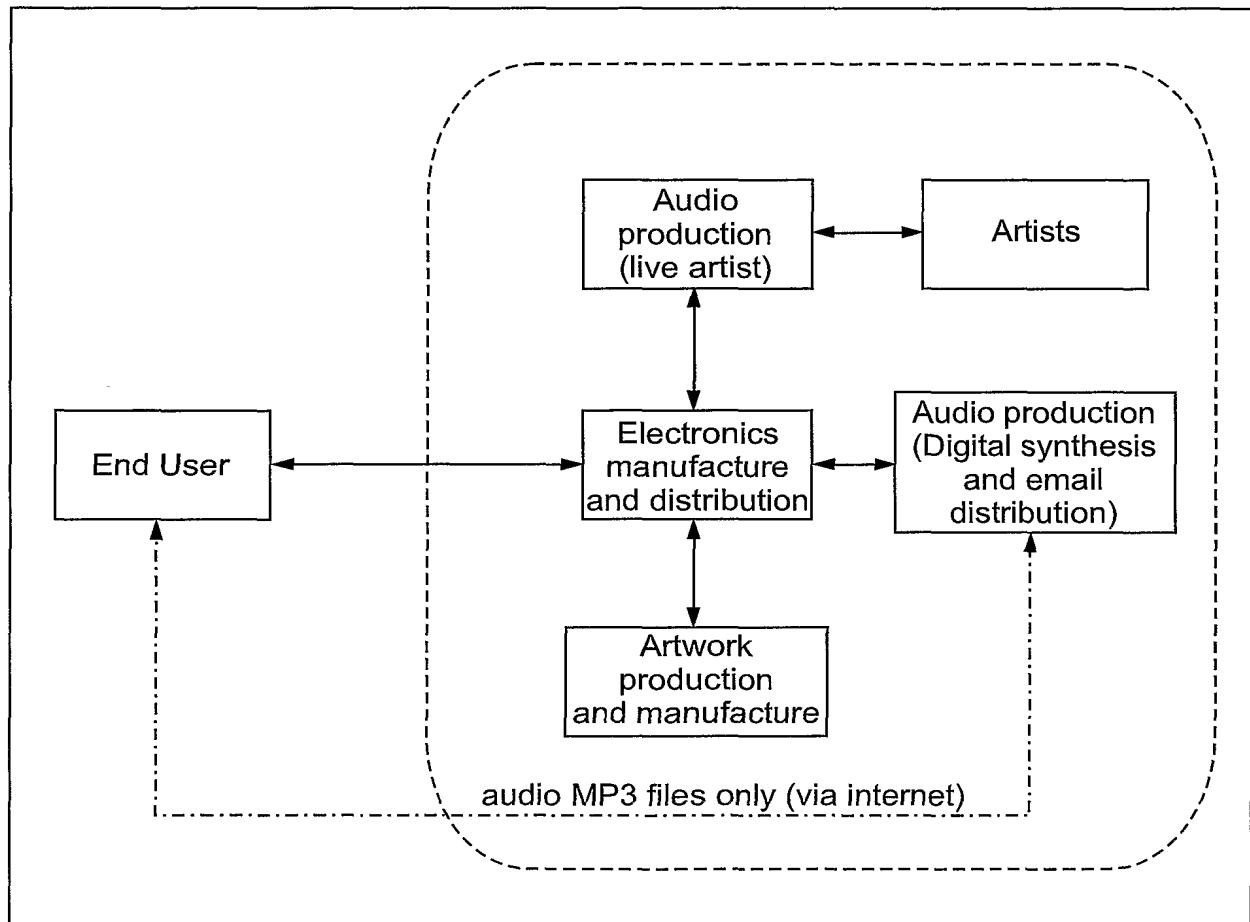 Audio
production
(live artist)
Artists
End User
Electronics
manufacture
and distribution
Audio production
(Digital synthesis
and email
distribution)
Artwork
production
and manufacture
audio MP3 files only (via internet)